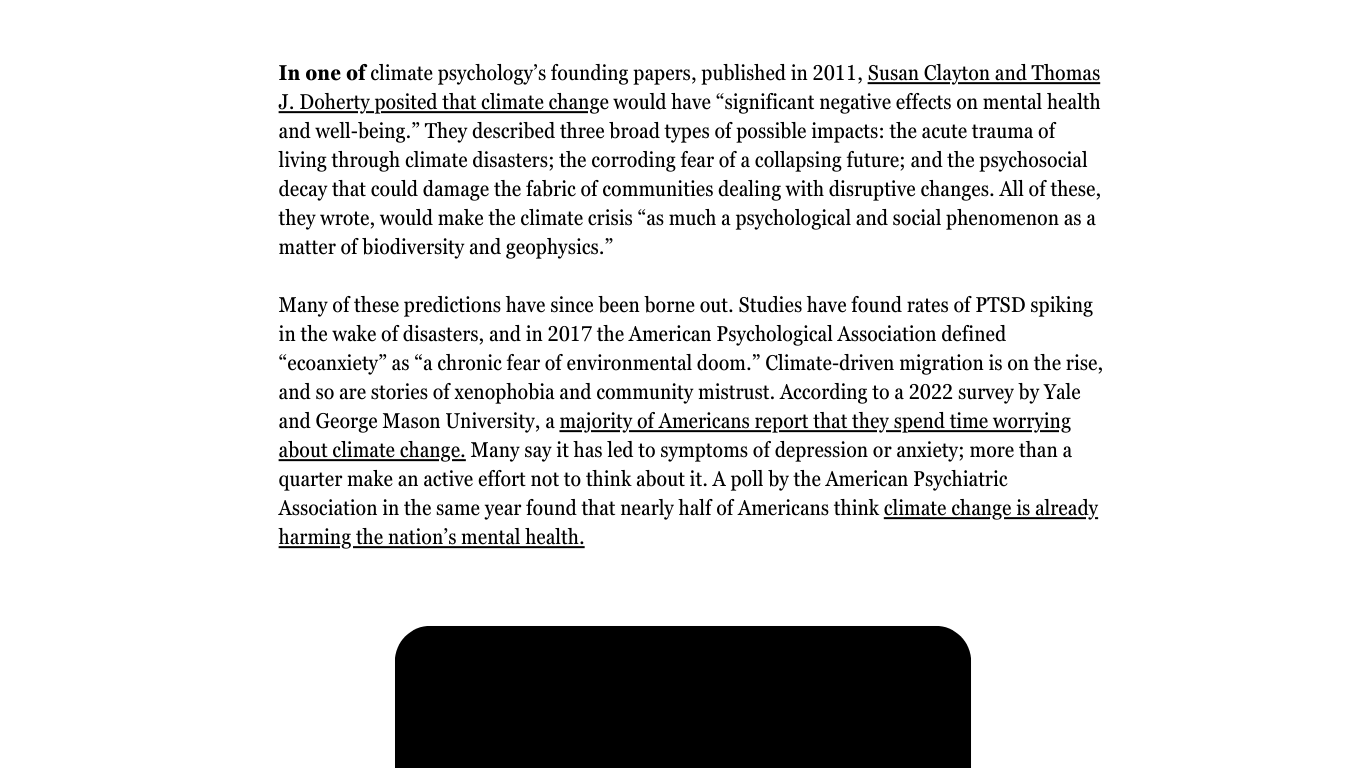 In one of climate psychology’s founding papers, published in 2011, Susan Clayton and Thomas
J. Doherty posited that climate change would have “significant negative effects on mental health
and well-being.” They described three broad types of possible impacts: the acute trauma of
living through climate disasters; the corroding fear of a collapsing future; and the psychosocial
decay that could damage the fabric of communities dealing with disruptive changes. All of these,
they wrote, would make the climate crisis “as much a psychological and social phenomenon as a
matter of biodiversity and geophysics.”
Many of these predictions have since been borne out. Studies have found rates of PTSD spiking
in the wake of disasters, and in 2017 the American Psychological Association defined
“ecoanxiety” as “a chronic fear of environmental doom.” Climate-driven migration is on the rise,
and so are stories of xenophobia and community mistrust. According to a 2022 survey by Yale
and George Mason University, a majority of Americans report that they spend time worrying
about climate change. Many say it has led to symptoms of depression or anxiety; more than a
quarter make an active effort not to think about it. A poll by the American Psychiatric
Association in the same year found that nearly half of Americans think climate change is already
harming the nation’s mental health.